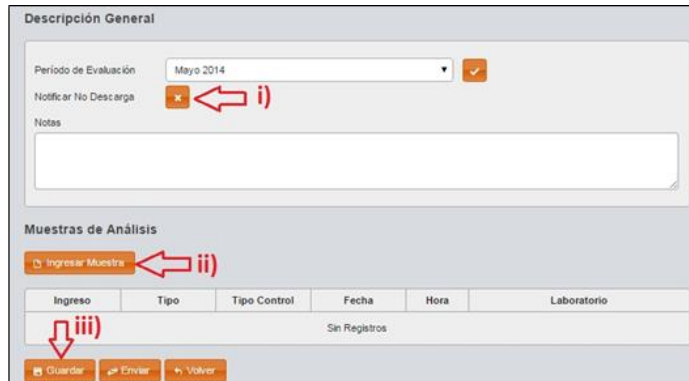 Descripción General
Período de Evaluación Mayo 2014
Notificar No Descarga i)
Notas
Muestras de Análisis
Ingresar Muestra ii)
Ingreso Tipo Tipo Control Fecha Hora Laboratorio
Sin Registros
iii)
Guardar Enviar Volver